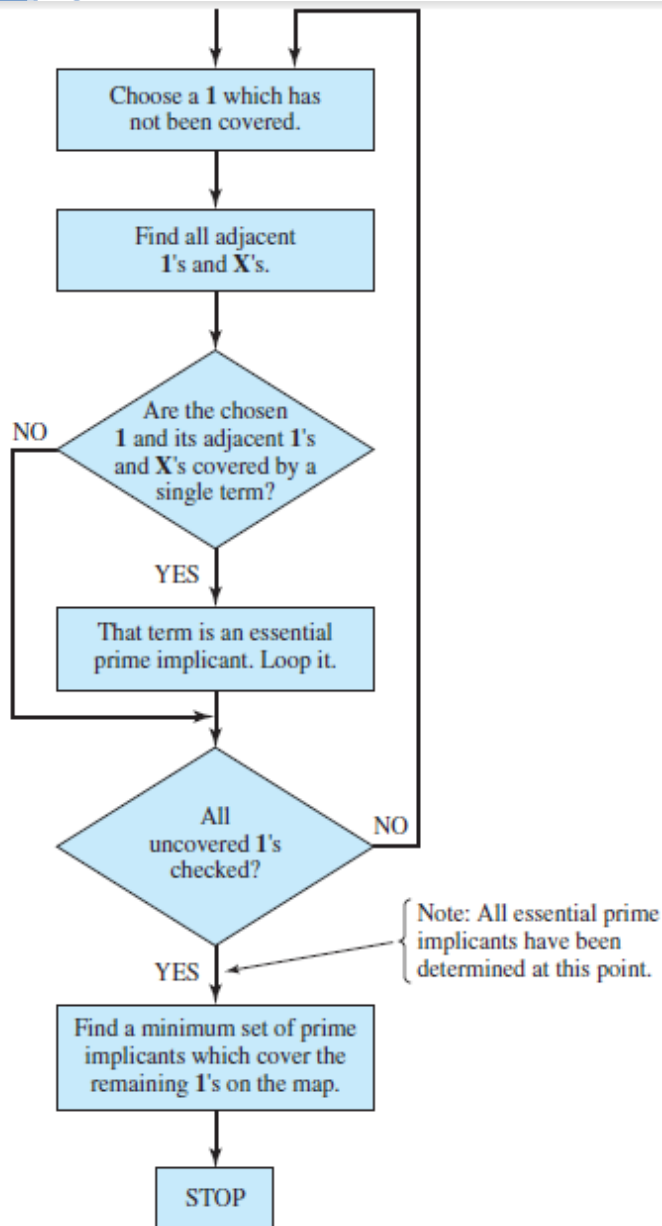 Choose a 1 which has
not been covered.
Find all adjacent
1's and X's.
Are the chosen
1 and its adjacent 1's
and X's covered by a
single term?
NO
YES
That term is an essential
prime implicant. Loop it.
All
uncovered 1's
checked?
NO
Note: All essential prime
implicants have been
determined at this point.
YES
Find a minimum set of prime
implicants which cover the
remaining 1's on the map.
STOP